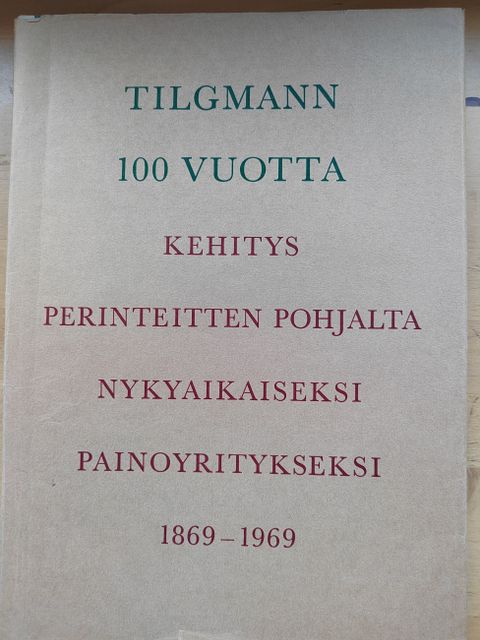 TILGMANN
100 VUOTTA
KEHITYS
PERINTEITTEN POHJALTA
NYKYAIKAISEKSI
PAINOYRITYKSEKSI
1869–1969